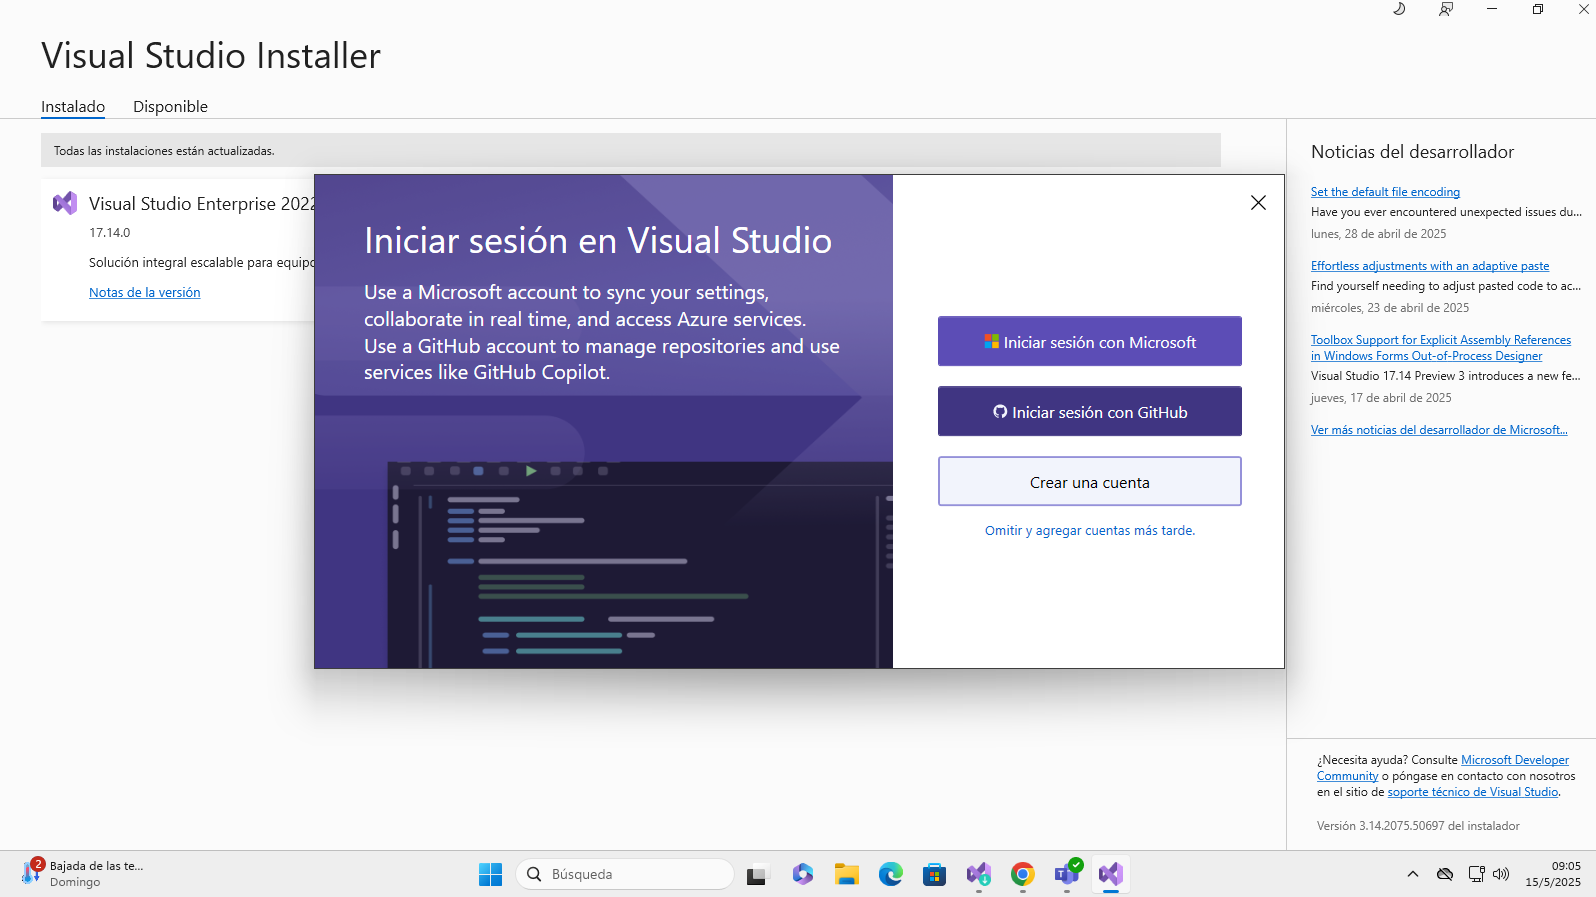 Visual Studio Installer
Instalado
Disponible
Todas las instalaciones están actualizadas.
Visual Studio Enterprise 2022
17.14.0
Solución integral escalable para equipo
Notas de la versión
Iniciar sesión en Visual Studio
Use a Microsoft account to sync your settings,
collaborate in real time, and access Azure services.
Use a GitHub account to manage repositories and use
services like GitHub Copilot.
Iniciar sesión con Microsoft
Iniciar sesión con GitHub
Crear una cuenta
Omitir y agregar cuentas más tarde.
Noticias del desarrollador
Set the default file encoding
Have you ever encountered unexpected issues du...
lunes, 28 de abril de 2025
Effortless adjustments with an adaptive paste
Find yourself needing to adjust pasted code to ac...
miércoles, 23 de abril de 2025
Toolbox Support for Explicit Assembly References
in Windows Forms Out-of-Process Designer
Visual Studio 17.14 Preview 3 introduces a new fe...
jueves, 17 de abril de 2025
Ver más noticias del desarrollador de Microsoft...
¿Necesita ayuda? Consulte Microsoft Developer
Community o póngase en contacto con nosotros
en el sitio de soporte técnico de Visual Studio.
Versión 3.14.2075.50697 del instalador
2
Bajada de las te...
Domingo
Búsqueda
09:05
15/5/2025